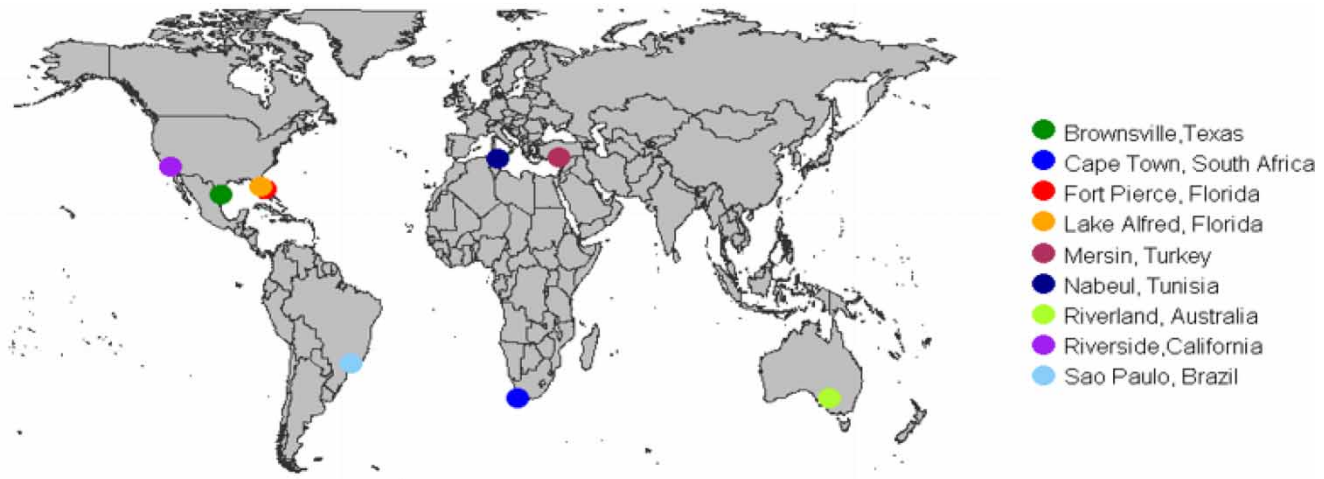 Brownsville,Texas
Cape Town, South Africa
Fort Pierce, Florida
Lake Alfred, Florida
Mersin, Turkey
Nabeul, Tunisia
Riverland, Australia
Riverside,California
Sao Paulo, Brazil